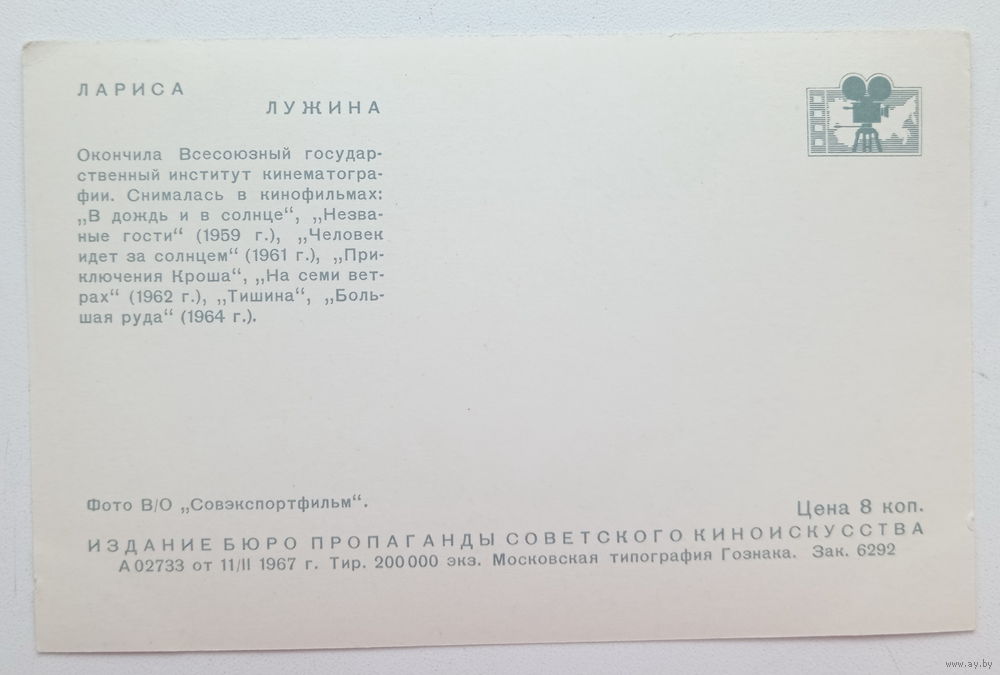 ЛАРИСА
ЛУЖИНА
Окончила Всесоюзный государ-
ственный институт кинематогра-
фии. Снималась в кинофильмах:
„В дождь и в солнце“, „Незва-
ные гости“ (1959 г.), „Человек
идет за солнцем“ (1961 г.), „При-
ключения Кроша“, „На семи вет-
рах“ (1962 г.), „Тишина“, „Боль-
шая руда“ (1964 г.).
Фото В/О „Совэкспортфильм“.
Цена 8 коп.
ИЗДАНИЕ БЮРО ПРОПАГАНДЫ СОВЕТСКОГО КИНОИСКУССТВА
А 02733 от 11/II 1967 г. Тир. 200 000 экз. Московская типография Гознака. Зак. 6292
www.ay.by